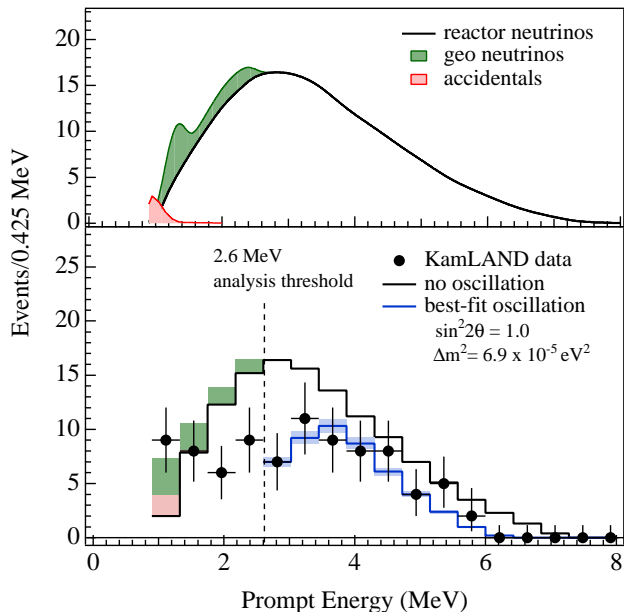 20
15
10
5
0
reactor neutrinos
geo neutrinos
accidentals
Events/0.425 MeV
2.6 MeV
analysis threshold
KamLAND data
no oscillation
best-fit oscillation
sin²2θ = 1.0
Δm²= 6.9 x 10⁻⁵ eV²
25
20
15
10
5
0
0 2 4 6 8
Prompt Energy (MeV)